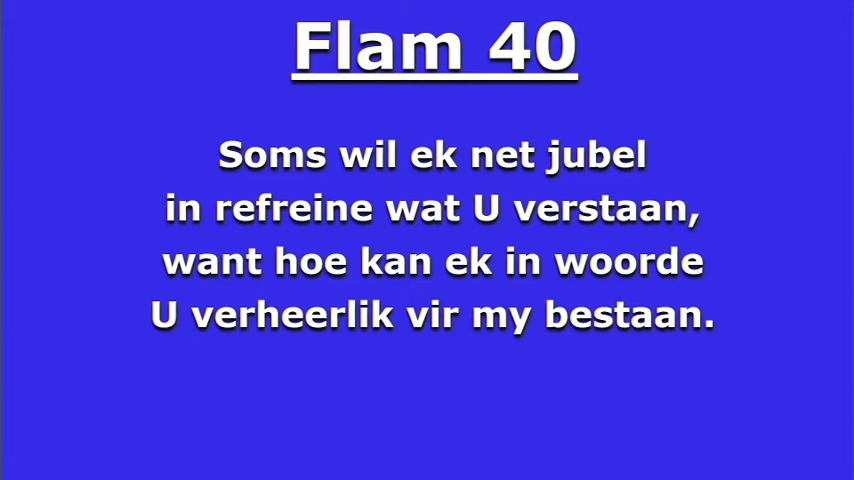 Flam 40
Soms wil ek net jubel
in refreine wat U verstaan,
want hoe kan ek in woorde
U verheerlik vir my bestaan.